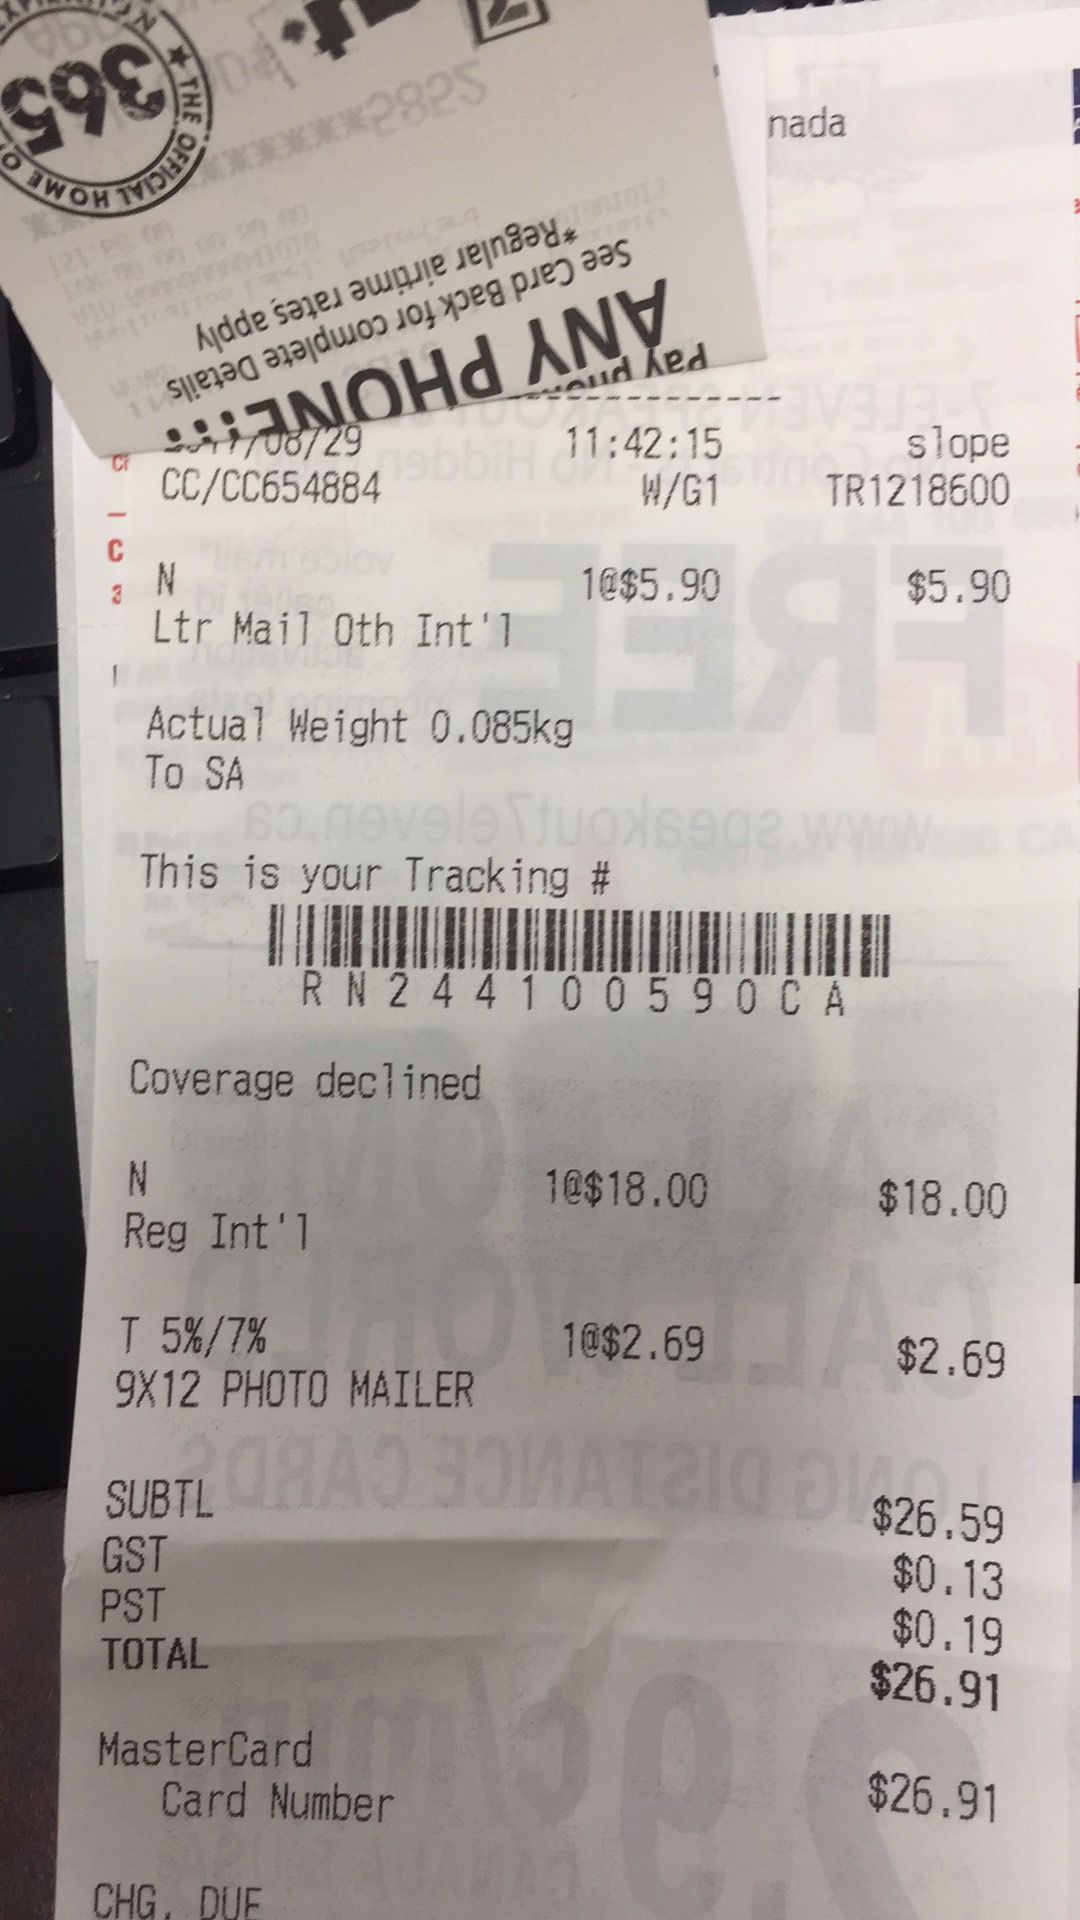 365
THE OFFICIAL HOME O
ANY PHONE...
See Card Back for complete Details
*Regular airtime rates apply
nada
/08/29 11:42:15 slope
CC/CC654884 W/G1 TR1218600
N 1@$5.90 $5.90
Ltr Mail Oth Int'l
Actual Weight 0.085kg
To SA
This is your Tracking #
RN244100590CA
Coverage declined
N 1@$18.00 $18.00
Reg Int'l
T 5%/7% 1@$2.69 $2.69
9X12 PHOTO MAILER
SUBTL $26.59
GST $0.13
PST $0.19
TOTAL $26.91
MasterCard
Card Number $26.91
CHG. DUE